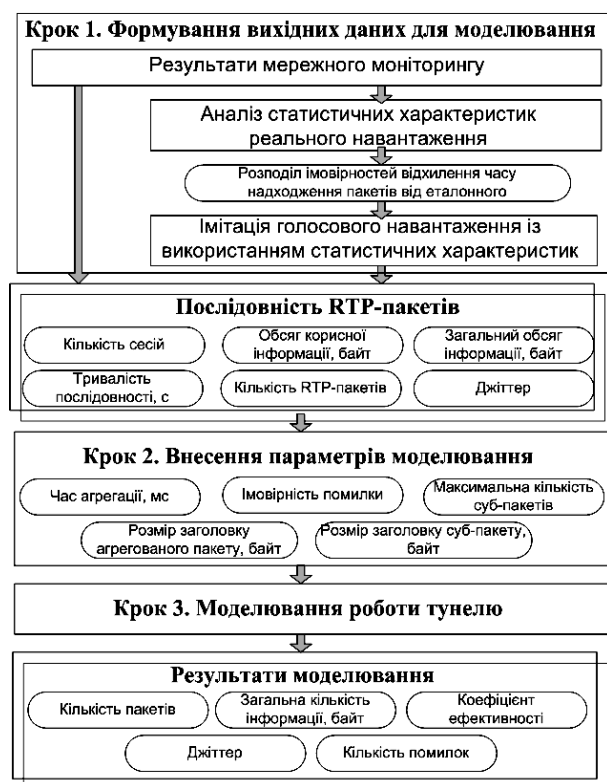 Крок 1. Формування вихідних даних для моделювання
Результати мережного моніторингу
Аналіз статистичних характеристик
реального навантаження
Розподіл імовірностей відхилення часу
надходження пакетів від еталонного
Імітація голосового навантаження із
використанням статистичних характеристик
Послідовність RTP-пакетів
Кількість сесій
Обсяг корисної
інформації, байт
Загальний обсяг
інформації, байт
Тривалість
послідовності, с
Кількість RTP-пакетів
Джіттер
Крок 2. Внесення параметрів моделювання
Час агрегації, мс
Імовірність помилки
Максимальна кількість
суб-пакетів
Розмір заголовку
агрегованого пакету, байт
Розмір заголовку суб-пакету,
байт
Крок 3. Моделювання роботи тунелю
Результати моделювання
Кількість пакетів
Загальна кількість
інформації, байт
Коефіцієнт
ефективності
Джіттер
Кількість помилок